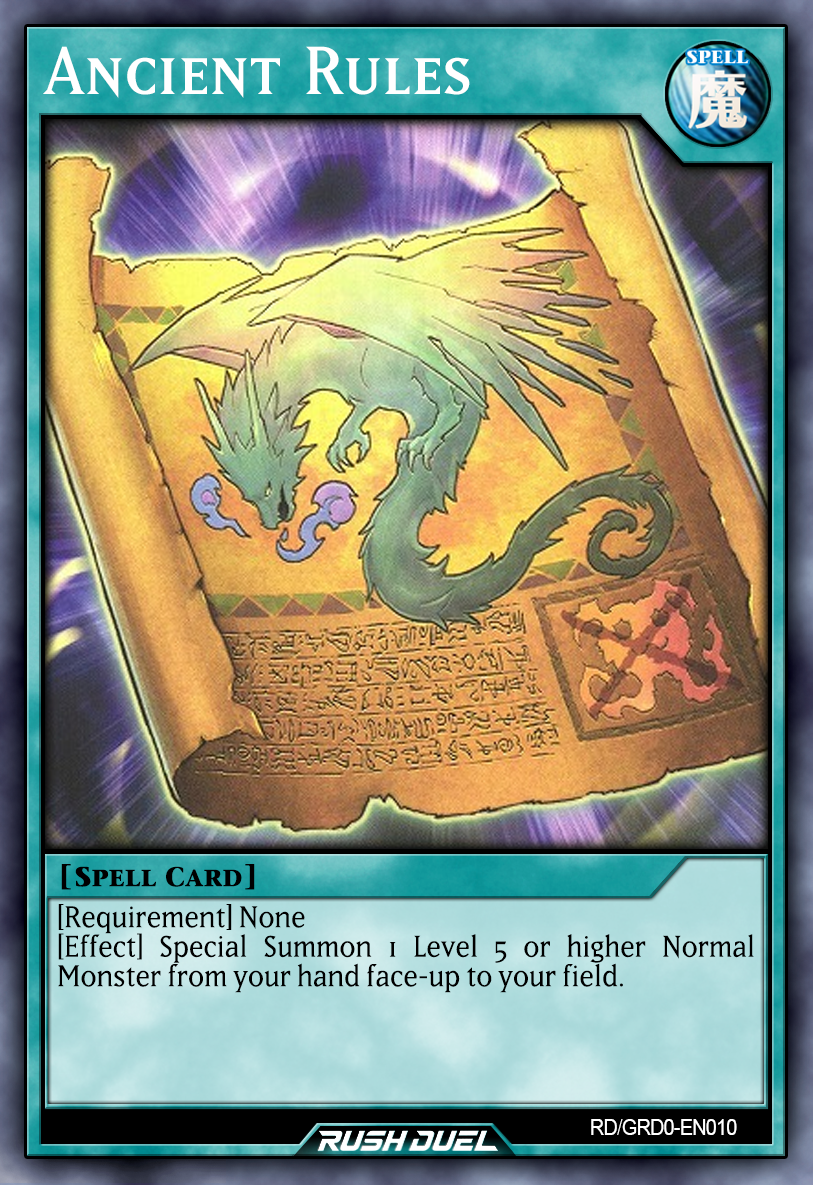 ANCIENT RULES
SPELL
魔
[SPELL CARD]
[Requirement] None
[Effect] Special Summon 1 Level 5 or higher Normal
Monster from your hand face-up to your field.
RUSH DUEL
RD/GRD0-EN010